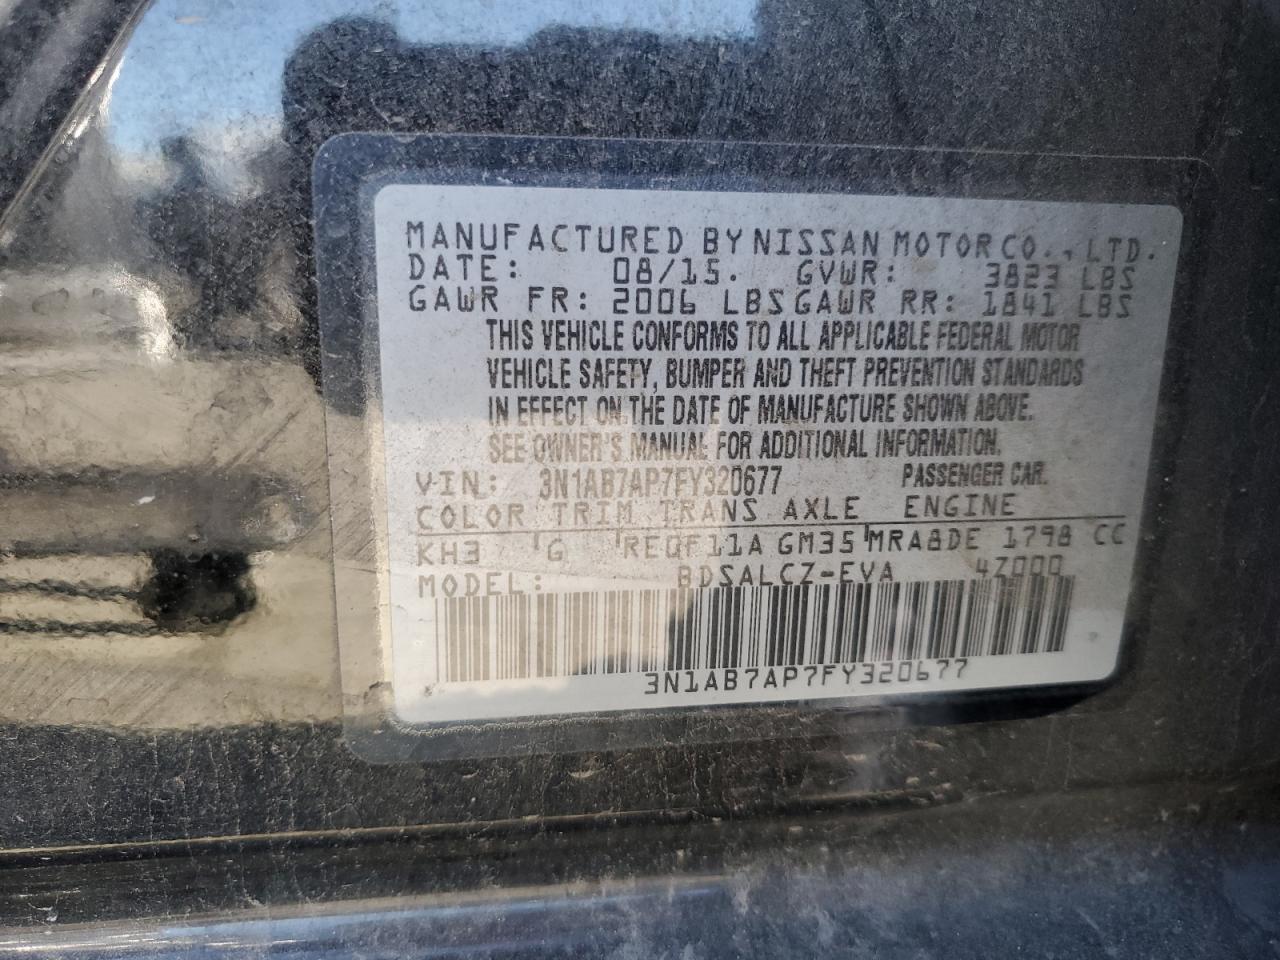 MANUFACTURED BY NISSAN MOTOR CO., LTD.
DATE: 08/15. GVWR: 3823 LBS
GAWR FR: 2006 LBS GAWR RR: 1841 LBS
THIS VEHICLE CONFORMS TO ALL APPLICABLE FEDERAL MOTOR
VEHICLE SAFETY, BUMPER AND THEFT PREVENTION STANDARDS
IN EFFECT ON THE DATE OF MANUFACTURE SHOWN ABOVE.
SEE OWNER'S MANUAL FOR ADDITIONAL INFORMATION.
VIN: 3N1AB7AP7FY320677 PASSENGER CAR.
COLOR TRIM TRANS AXLE ENGINE
KH3 G RE0F11A GM35 MRA8DE 1798 CC
MODEL: BDSALCZ-EVA 4Z000
3N1AB7AP7FY320677